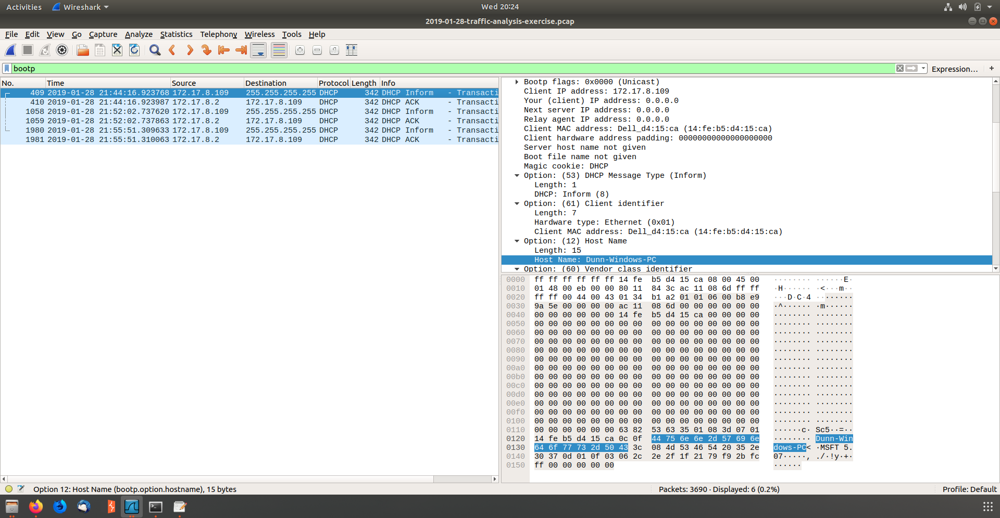 Activities Wireshark Wed 20:24
2019-01-28-traffic-analysis-exercise.pcap
File Edit View Go Capture Analyze Statistics Telephony Wireless Tools Help
bootp Expression… +
No. Time Source Destination Protocol Length Info
409 2019-01-28 21:44:16.923768 172.17.8.109 255.255.255.255 DHCP 342 DHCP Inform - Transacti
410 2019-01-28 21:44:16.923987 172.17.8.2 172.17.8.109 DHCP 342 DHCP ACK - Transacti
1058 2019-01-28 21:52:02.737620 172.17.8.109 255.255.255.255 DHCP 342 DHCP Inform - Transacti
1059 2019-01-28 21:52:02.737863 172.17.8.2 172.17.8.109 DHCP 342 DHCP ACK - Transacti
1980 2019-01-28 21:55:51.309633 172.17.8.109 255.255.255.255 DHCP 342 DHCP Inform - Transacti
1981 2019-01-28 21:55:51.310063 172.17.8.2 172.17.8.109 DHCP 342 DHCP ACK - Transacti
Bootp flags: 0x0000 (Unicast)
Client IP address: 172.17.8.109
Your (client) IP address: 0.0.0.0
Next server IP address: 0.0.0.0
Relay agent IP address: 0.0.0.0
Client MAC address: Dell_d4:15:ca (14:fe:b5:d4:15:ca)
Client hardware address padding: 00000000000000000000
Server host name not given
Boot file name not given
Magic cookie: DHCP
Option: (53) DHCP Message Type (Inform)
Length: 1
DHCP: Inform (8)
Option: (61) Client identifier
Length: 7
Hardware type: Ethernet (0x01)
Client MAC address: Dell_d4:15:ca (14:fe:b5:d4:15:ca)
Option: (12) Host Name
Length: 15
Host Name: Dunn-Windows-PC
Option: (60) Vendor class identifier
0000 ff ff ff ff ff ff 14 fe b5 d4 15 ca 08 00 45 00 ········ ······E·
0010 01 48 00 eb 00 00 80 11 84 3c ac 11 08 6d ff ff ·H······ ·<···m··
0020 ff ff 00 44 00 43 01 34 b1 a2 01 01 06 00 b8 e9 ···D·C·4 ········
0030 9a 5e 00 00 00 00 ac 11 08 6d 00 00 00 00 00 00 ·^······ ·m······
0040 00 00 00 00 00 00 14 fe b5 d4 15 ca 00 00 00 00 ········ ········
0050 00 00 00 00 00 00 00 00 00 00 00 00 00 00 00 00 ········ ········
0060 00 00 00 00 00 00 00 00 00 00 00 00 00 00 00 00 ········ ········
0070 00 00 00 00 00 00 00 00 00 00 00 00 00 00 00 00 ········ ········
0080 00 00 00 00 00 00 00 00 00 00 00 00 00 00 00 00 ········ ········
0090 00 00 00 00 00 00 00 00 00 00 00 00 00 00 00 00 ········ ········
00a0 00 00 00 00 00 00 00 00 00 00 00 00 00 00 00 00 ········ ········
00b0 00 00 00 00 00 00 00 00 00 00 00 00 00 00 00 00 ········ ········
00c0 00 00 00 00 00 00 00 00 00 00 00 00 00 00 00 00 ········ ········
00d0 00 00 00 00 00 00 00 00 00 00 00 00 00 00 00 00 ········ ········
00e0 00 00 00 00 00 00 00 00 00 00 00 00 00 00 00 00 ········ ········
00f0 00 00 00 00 00 00 00 00 00 00 00 00 00 00 00 00 ········ ········
0100 00 00 00 00 00 00 00 00 00 00 00 00 00 00 00 00 ········ ········
0110 00 00 00 00 00 00 63 82 53 63 35 01 08 3d 07 01 ······c· Sc5··=··
0120 14 fe b5 d4 15 ca 0c 0f 44 75 6e 6e 2d 57 69 6e ········ Dunn-Win
0130 64 6f 77 73 2d 50 43 3c 08 4d 53 46 54 20 35 2e dows-PC< ·MSFT 5.
0140 30 37 0d 01 0f 03 06 2c 2e 2f 1f 21 79 f9 2b fc 07·····, ./·!y·+·
0150 ff 00 00 00 00 00 ······
Option 12: Host Name (bootp.option.hostname), 15 bytes Packets: 3690 · Displayed: 6 (0.2%) Profile: Default